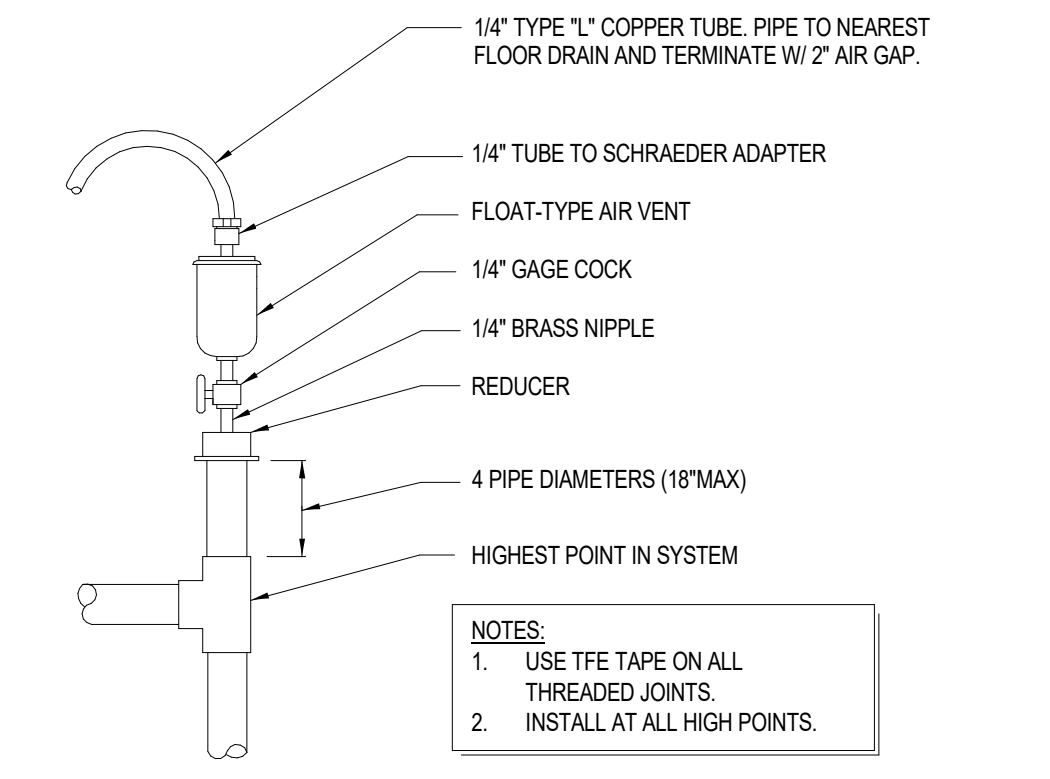 1/4" TYPE "L" COPPER TUBE. PIPE TO NEAREST
FLOOR DRAIN AND TERMINATE W/ 2" AIR GAP.
1/4" TUBE TO SCHRAEDER ADAPTER
FLOAT-TYPE AIR VENT
1/4" GAGE COCK
1/4" BRASS NIPPLE
REDUCER
4 PIPE DIAMETERS (18"MAX)
HIGHEST POINT IN SYSTEM
NOTES:
1. USE TFE TAPE ON ALL
THREADED JOINTS.
2. INSTALL AT ALL HIGH POINTS.